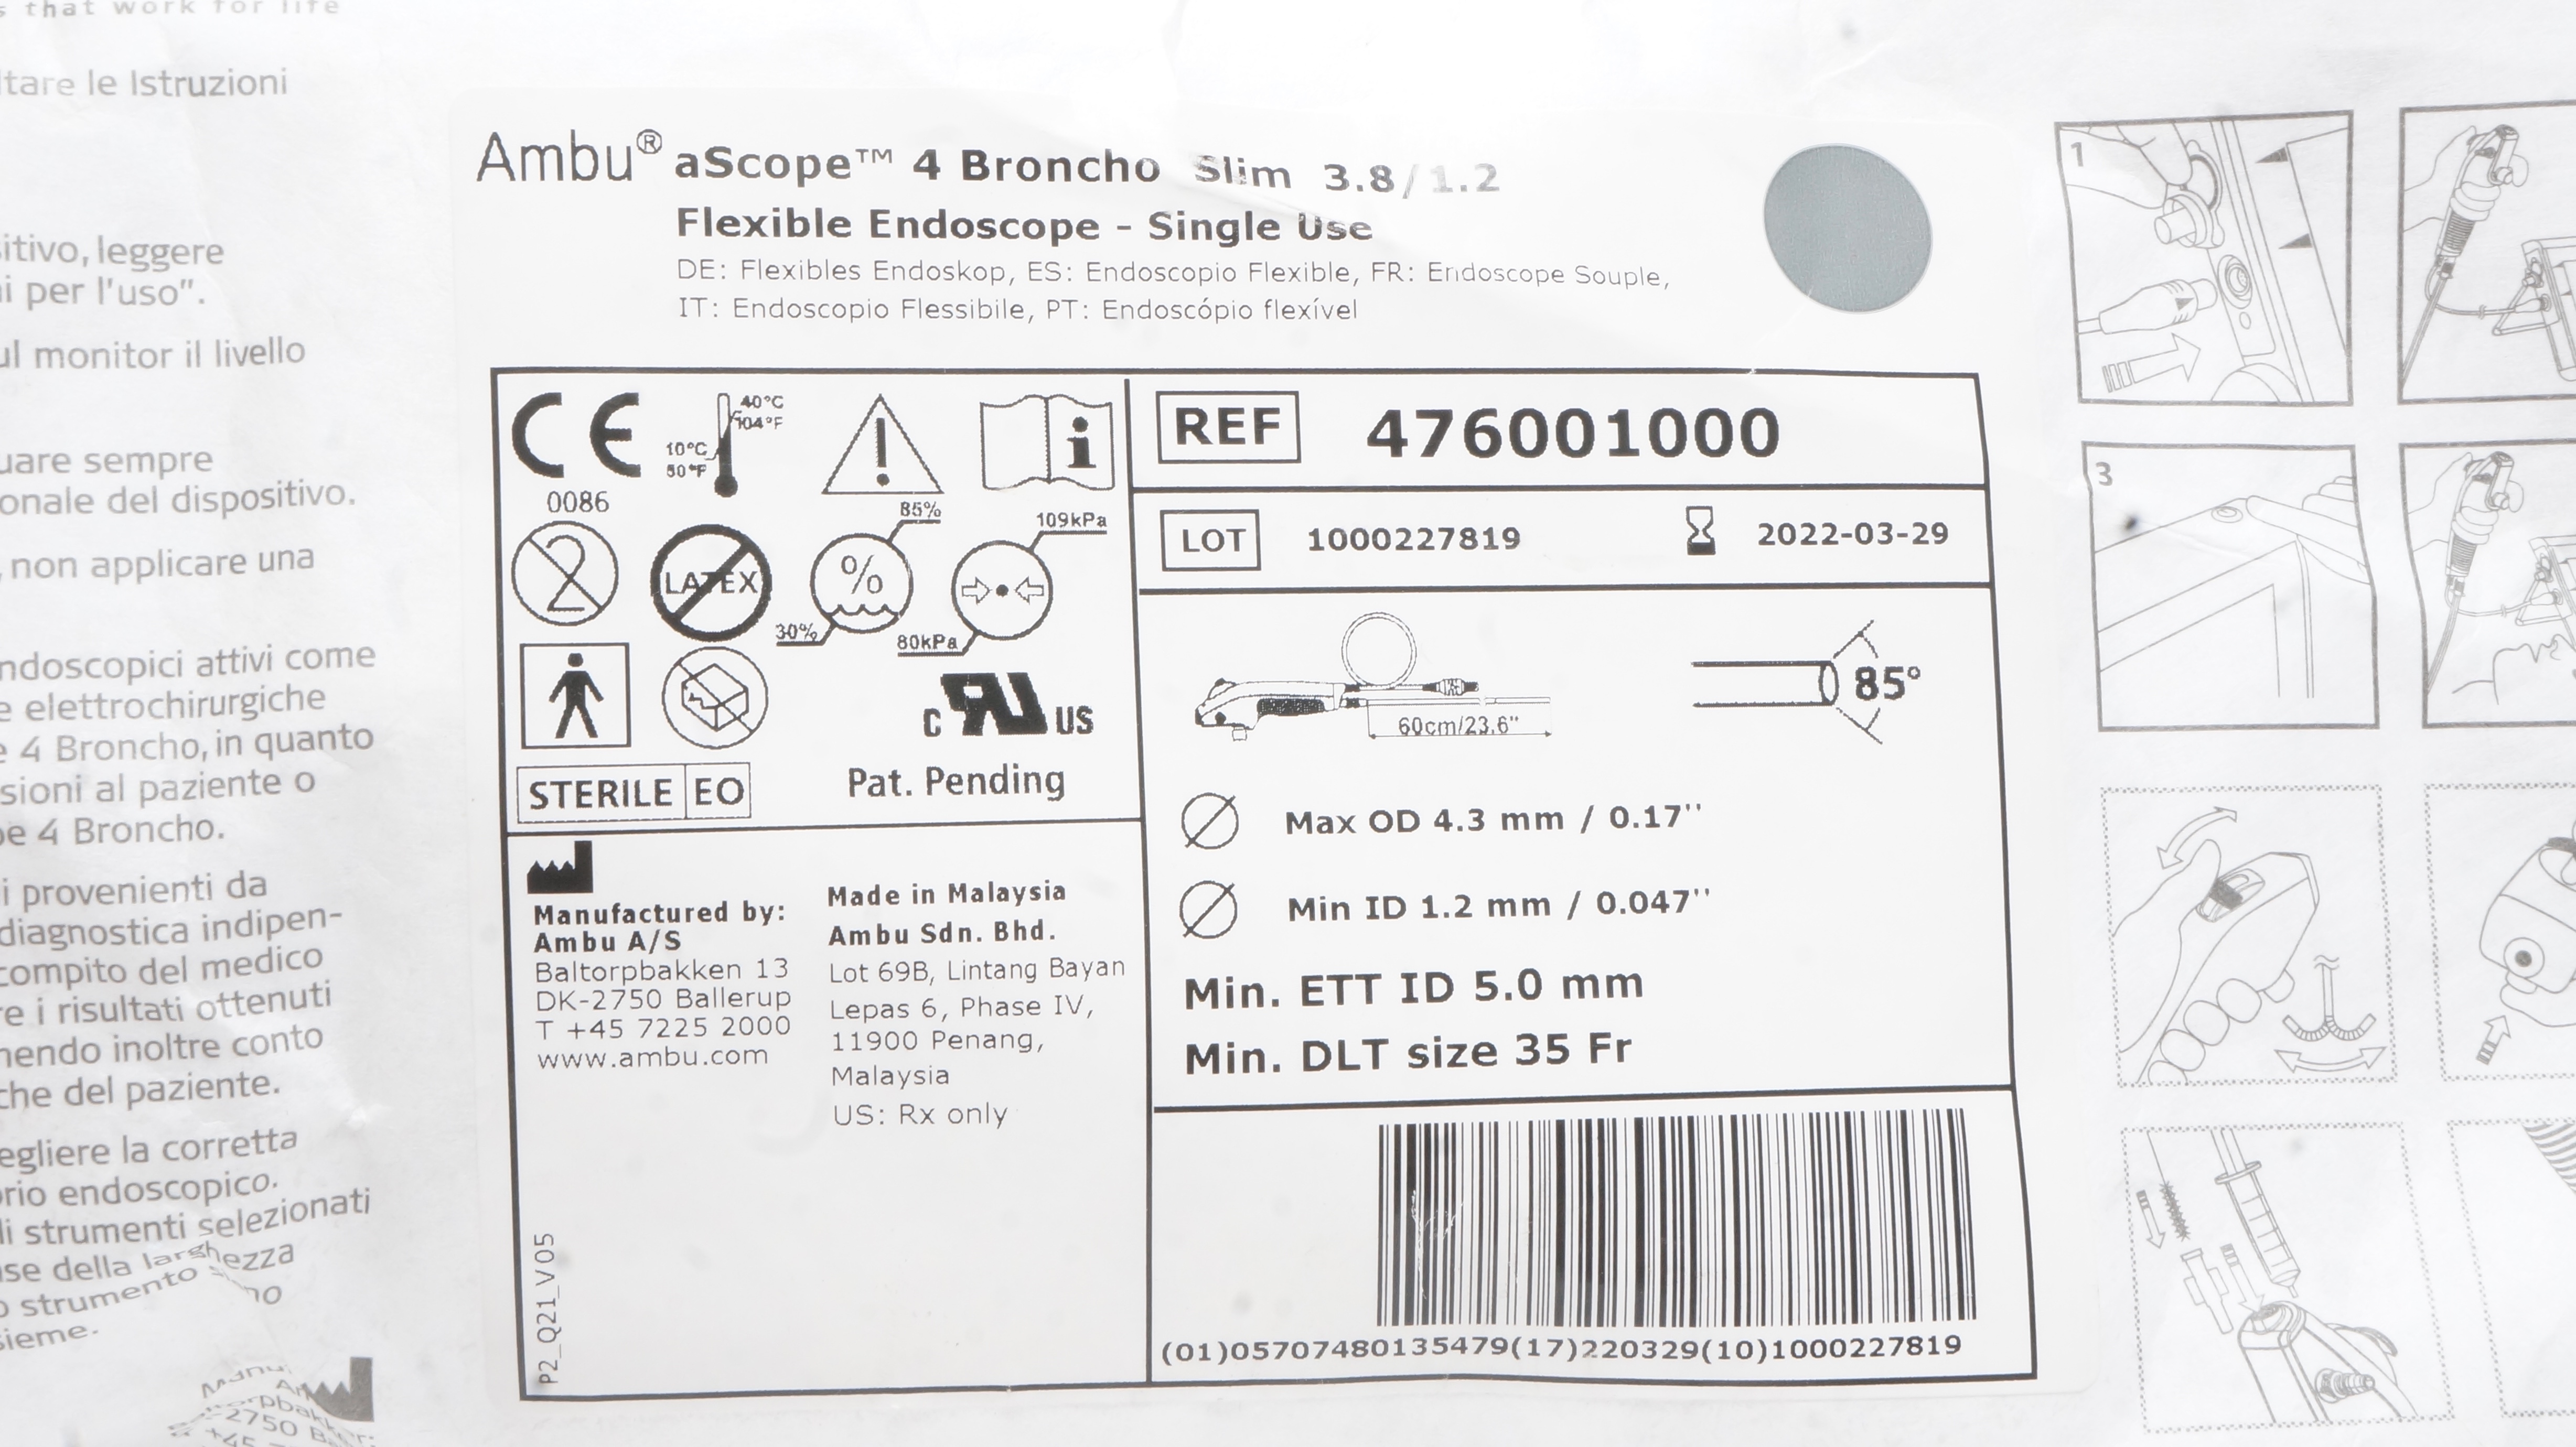 s that work for life
ltare le Istruzioni
sitivo, leggere
ni per l'uso".
ul monitor il livello
uare sempre
onale del dispositivo.
, non applicare una
ndoscopici attivi come
e elettrochirurgiche
e 4 Broncho, in quanto
sioni al paziente o
pe 4 Broncho.
i provenienti da
diagnostica indipen-
compito del medico
re i risultati ottenuti
nendo inoltre conto
che del paziente.
egliere la corretta
orio endoscopico.
li strumenti selezionati
se della larghezza
o strumento
no
sieme.
Ambu® aScope™ 4 Broncho Slim 3.8/1.2
Flexible Endoscope - Single Use
DE: Flexibles Endoskop, ES: Endoscopio Flexible, FR: Endoscope Souple,
IT: Endoscopio Flessibile, PT: Endoscópio flexível
CE
0086
40°C
104°F
10°C
50°F
i
2
LATEX
85%
%
30%
109kPa
80kPa
c RU US
STERILE EO
Pat. Pending
Manufactured by:
Ambu A/S
Baltorpbakken 13
DK-2750 Ballerup
T +45 7225 2000
www.ambu.com
Made in Malaysia
Ambu Sdn. Bhd.
Lot 69B, Lintang Bayan
Lepas 6, Phase IV,
11900 Penang,
Malaysia
US: Rx only
P2_Q21_V05
REF 476001000
LOT 1000227819 2022-03-29
60cm/23.6"
85°
Max OD 4.3 mm / 0.17''
Min ID 1.2 mm / 0.047''
Min. ETT ID 5.0 mm
Min. DLT size 35 Fr
(01)05707480135479(17)220329(10)1000227819
1
3